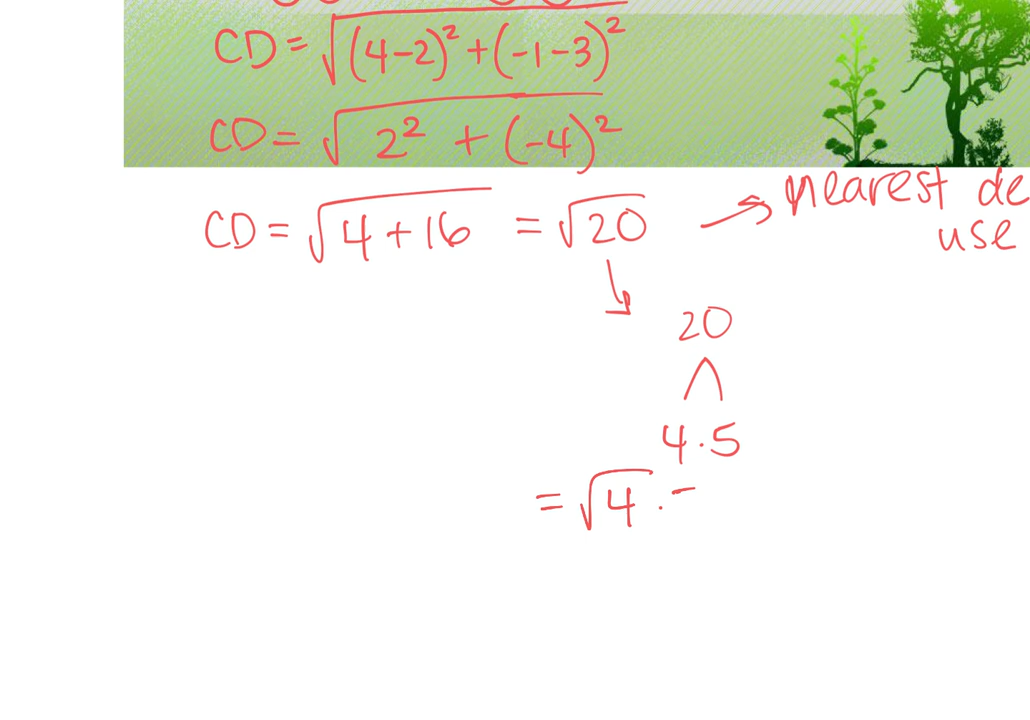 CD = √(4-2)² + (-1-3)²
CD = √2² + (-4)²
CD = √4+16 = √20 → nearest de
use
20
4·5
= √4 ·